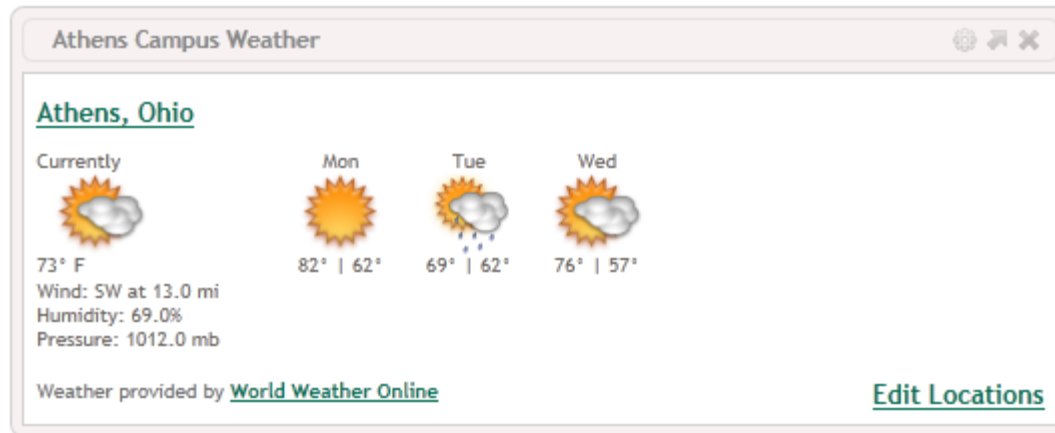 Athens Campus Weather
Athens, Ohio
Currently Mon Tue Wed
73° F 82° | 62° 69° | 62° 76° | 57°
Wind: SW at 13.0 mi
Humidity: 69.0%
Pressure: 1012.0 mb
Weather provided by World Weather Online Edit Locations